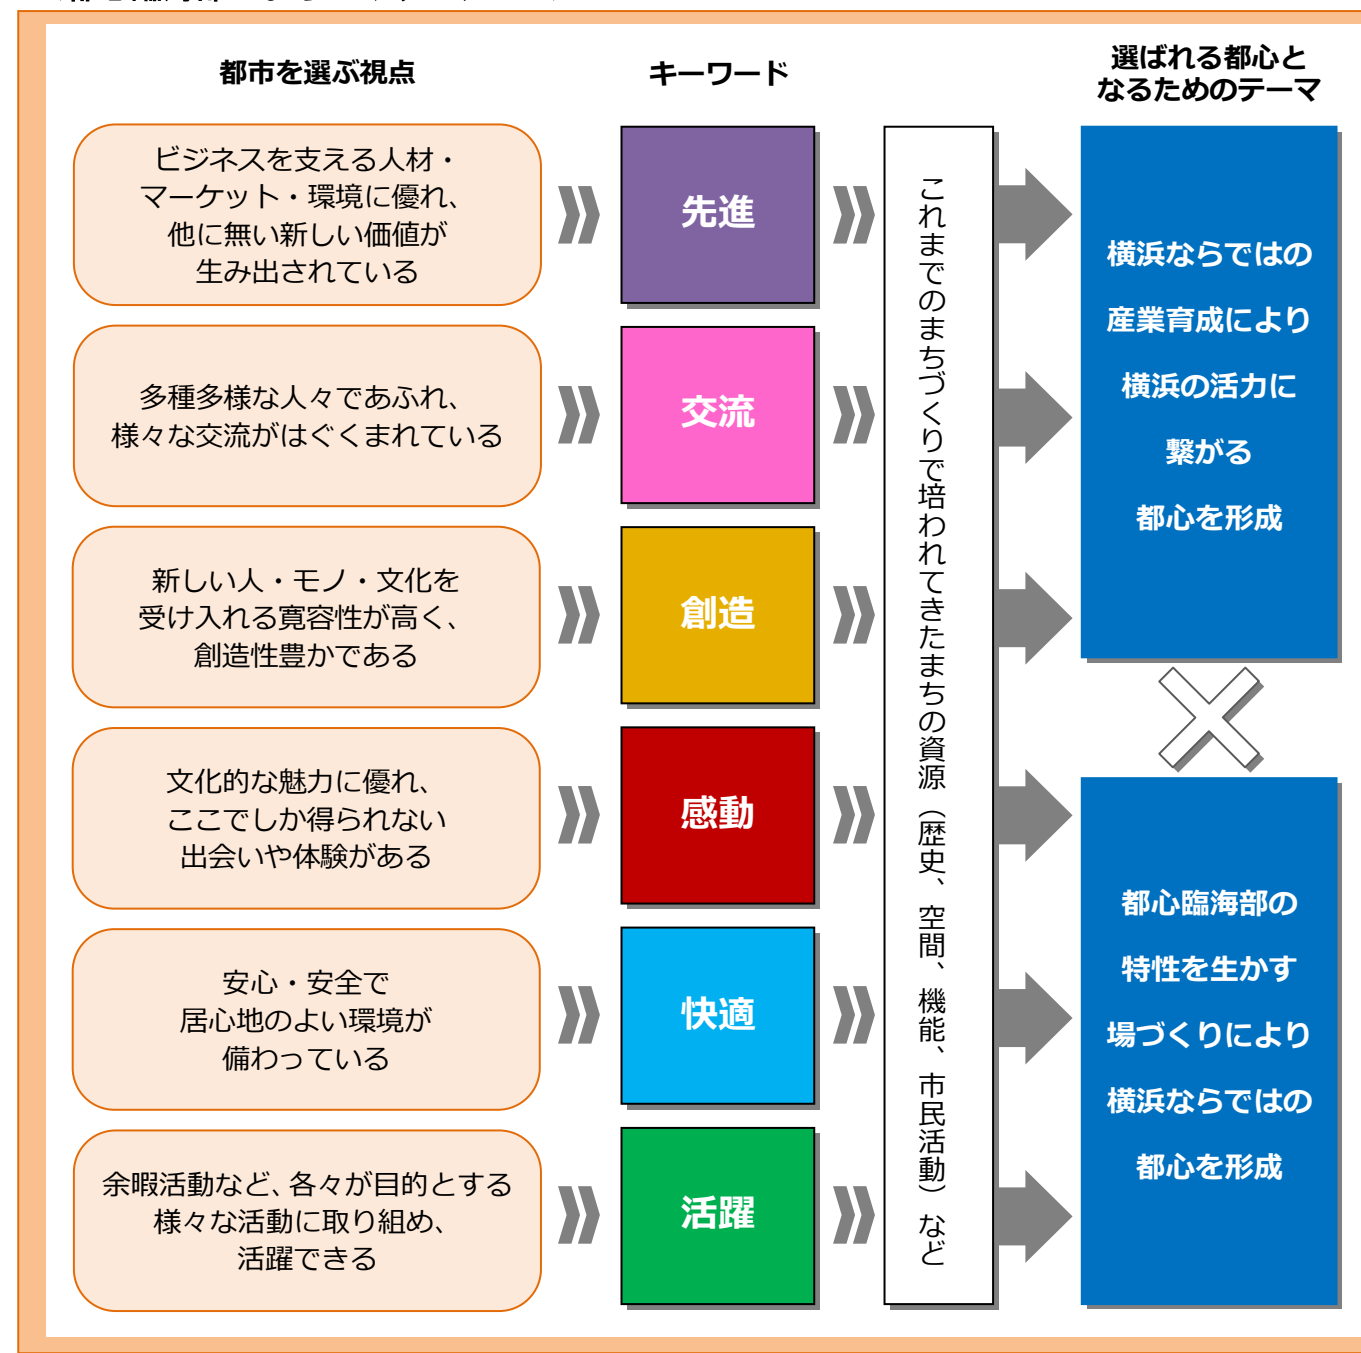 都市を選ぶ視点
キーワード
選ばれる都心と
なるためのテーマ
ビジネスを支える人材・
マーケット・環境に優れ、
他に無い新しい価値が
生み出されている
先進
多種多様な人々であふれ、
様々な交流がはぐくまれている
交流
新しい人・モノ・文化を
受け入れる寛容性が高く、
創造性豊かである
創造
文化的な魅力に優れ、
ここでしか得られない
出会いや体験がある
感動
安心・安全で
居心地のよい環境が
備わっている
快適
余暇活動など、各々が目的とする
様々な活動に取り組め、
活躍できる
活躍
これまでのまちづくりで培われてきたまちの資源（歴史、空間、機能、市民活動）など
横浜ならではの
産業育成により
横浜の活力に
繋がる
都心を形成
都心臨海部の
特性を生かす
場づくりにより
横浜ならではの
都心を形成